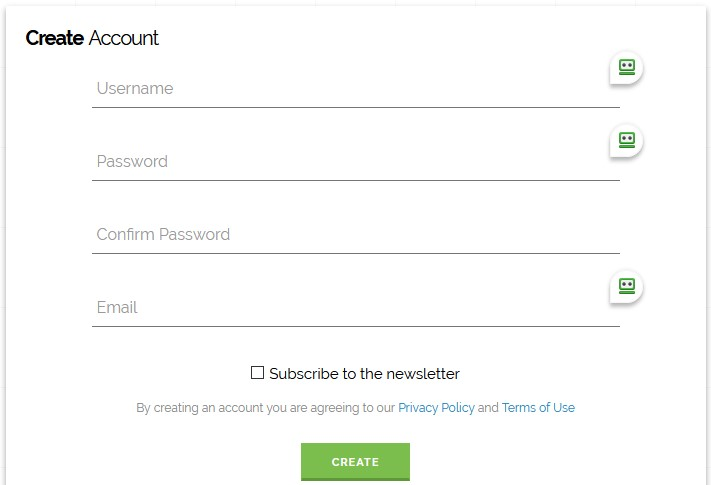 Create Account
Username
Password
Confirm Password
Email
Subscribe to the newsletter
By creating an account you are agreeing to our Privacy Policy and Terms of Use
CREATE